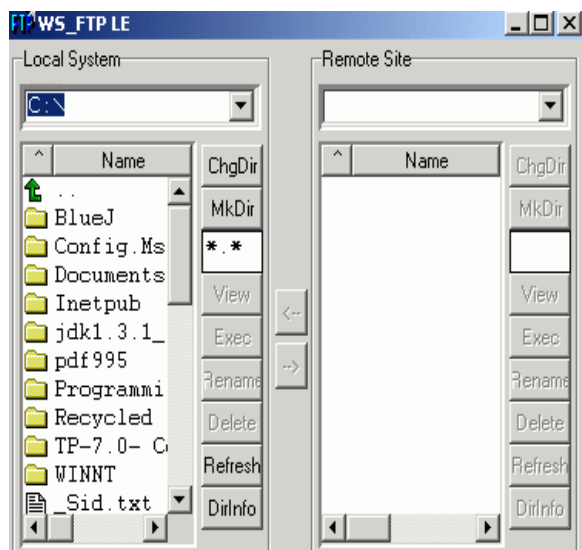 WS_FTP LE
Local System
C:\
^ Name
..
BlueJ
Config.Ms
Documents
Inetpub
jdk1.3.1_
pdf995
Programmi
Recycled
TP-7.0- Co
WINNT
_Sid.txt
ChgDir
MkDir
*.*
View
Exec
Rename
Delete
Refresh
DirInfo
<--
-->
Remote Site
^ Name
ChgDir
MkDir
View
Exec
Rename
Delete
Refresh
DirInfo